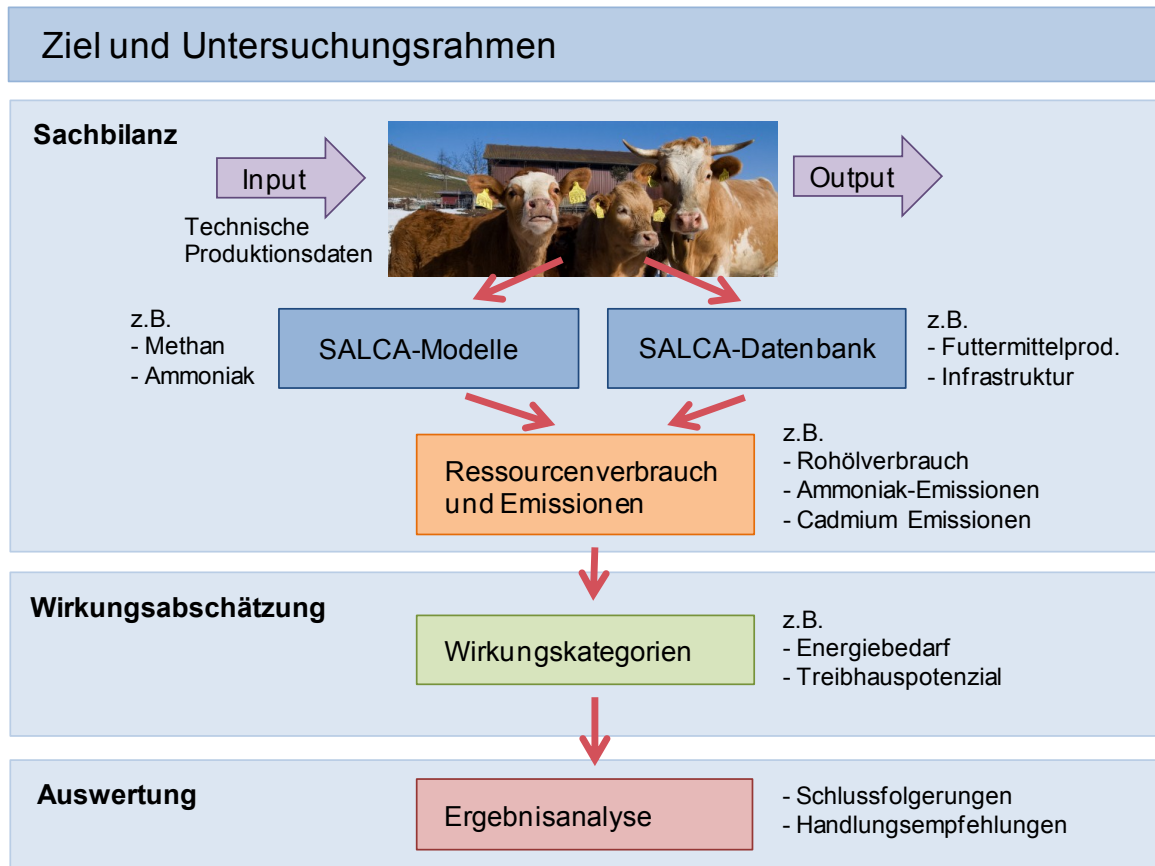 Ziel und Untersuchungsrahmen
Sachbilanz
Input
Output
Technische
Produktionsdaten
z.B.
- Methan
- Ammoniak
SALCA-Modelle
SALCA-Datenbank
z.B.
- Futtermittelprod.
- Infrastruktur
Ressourcenverbrauch
und Emissionen
z.B.
- Rohölverbrauch
- Ammoniak-Emissionen
- Cadmium Emissionen
Wirkungsabschätzung
Wirkungskategorien
z.B.
- Energiebedarf
- Treibhauspotenzial
Auswertung
Ergebnisanalyse
- Schlussfolgerungen
- Handlungsempfehlungen